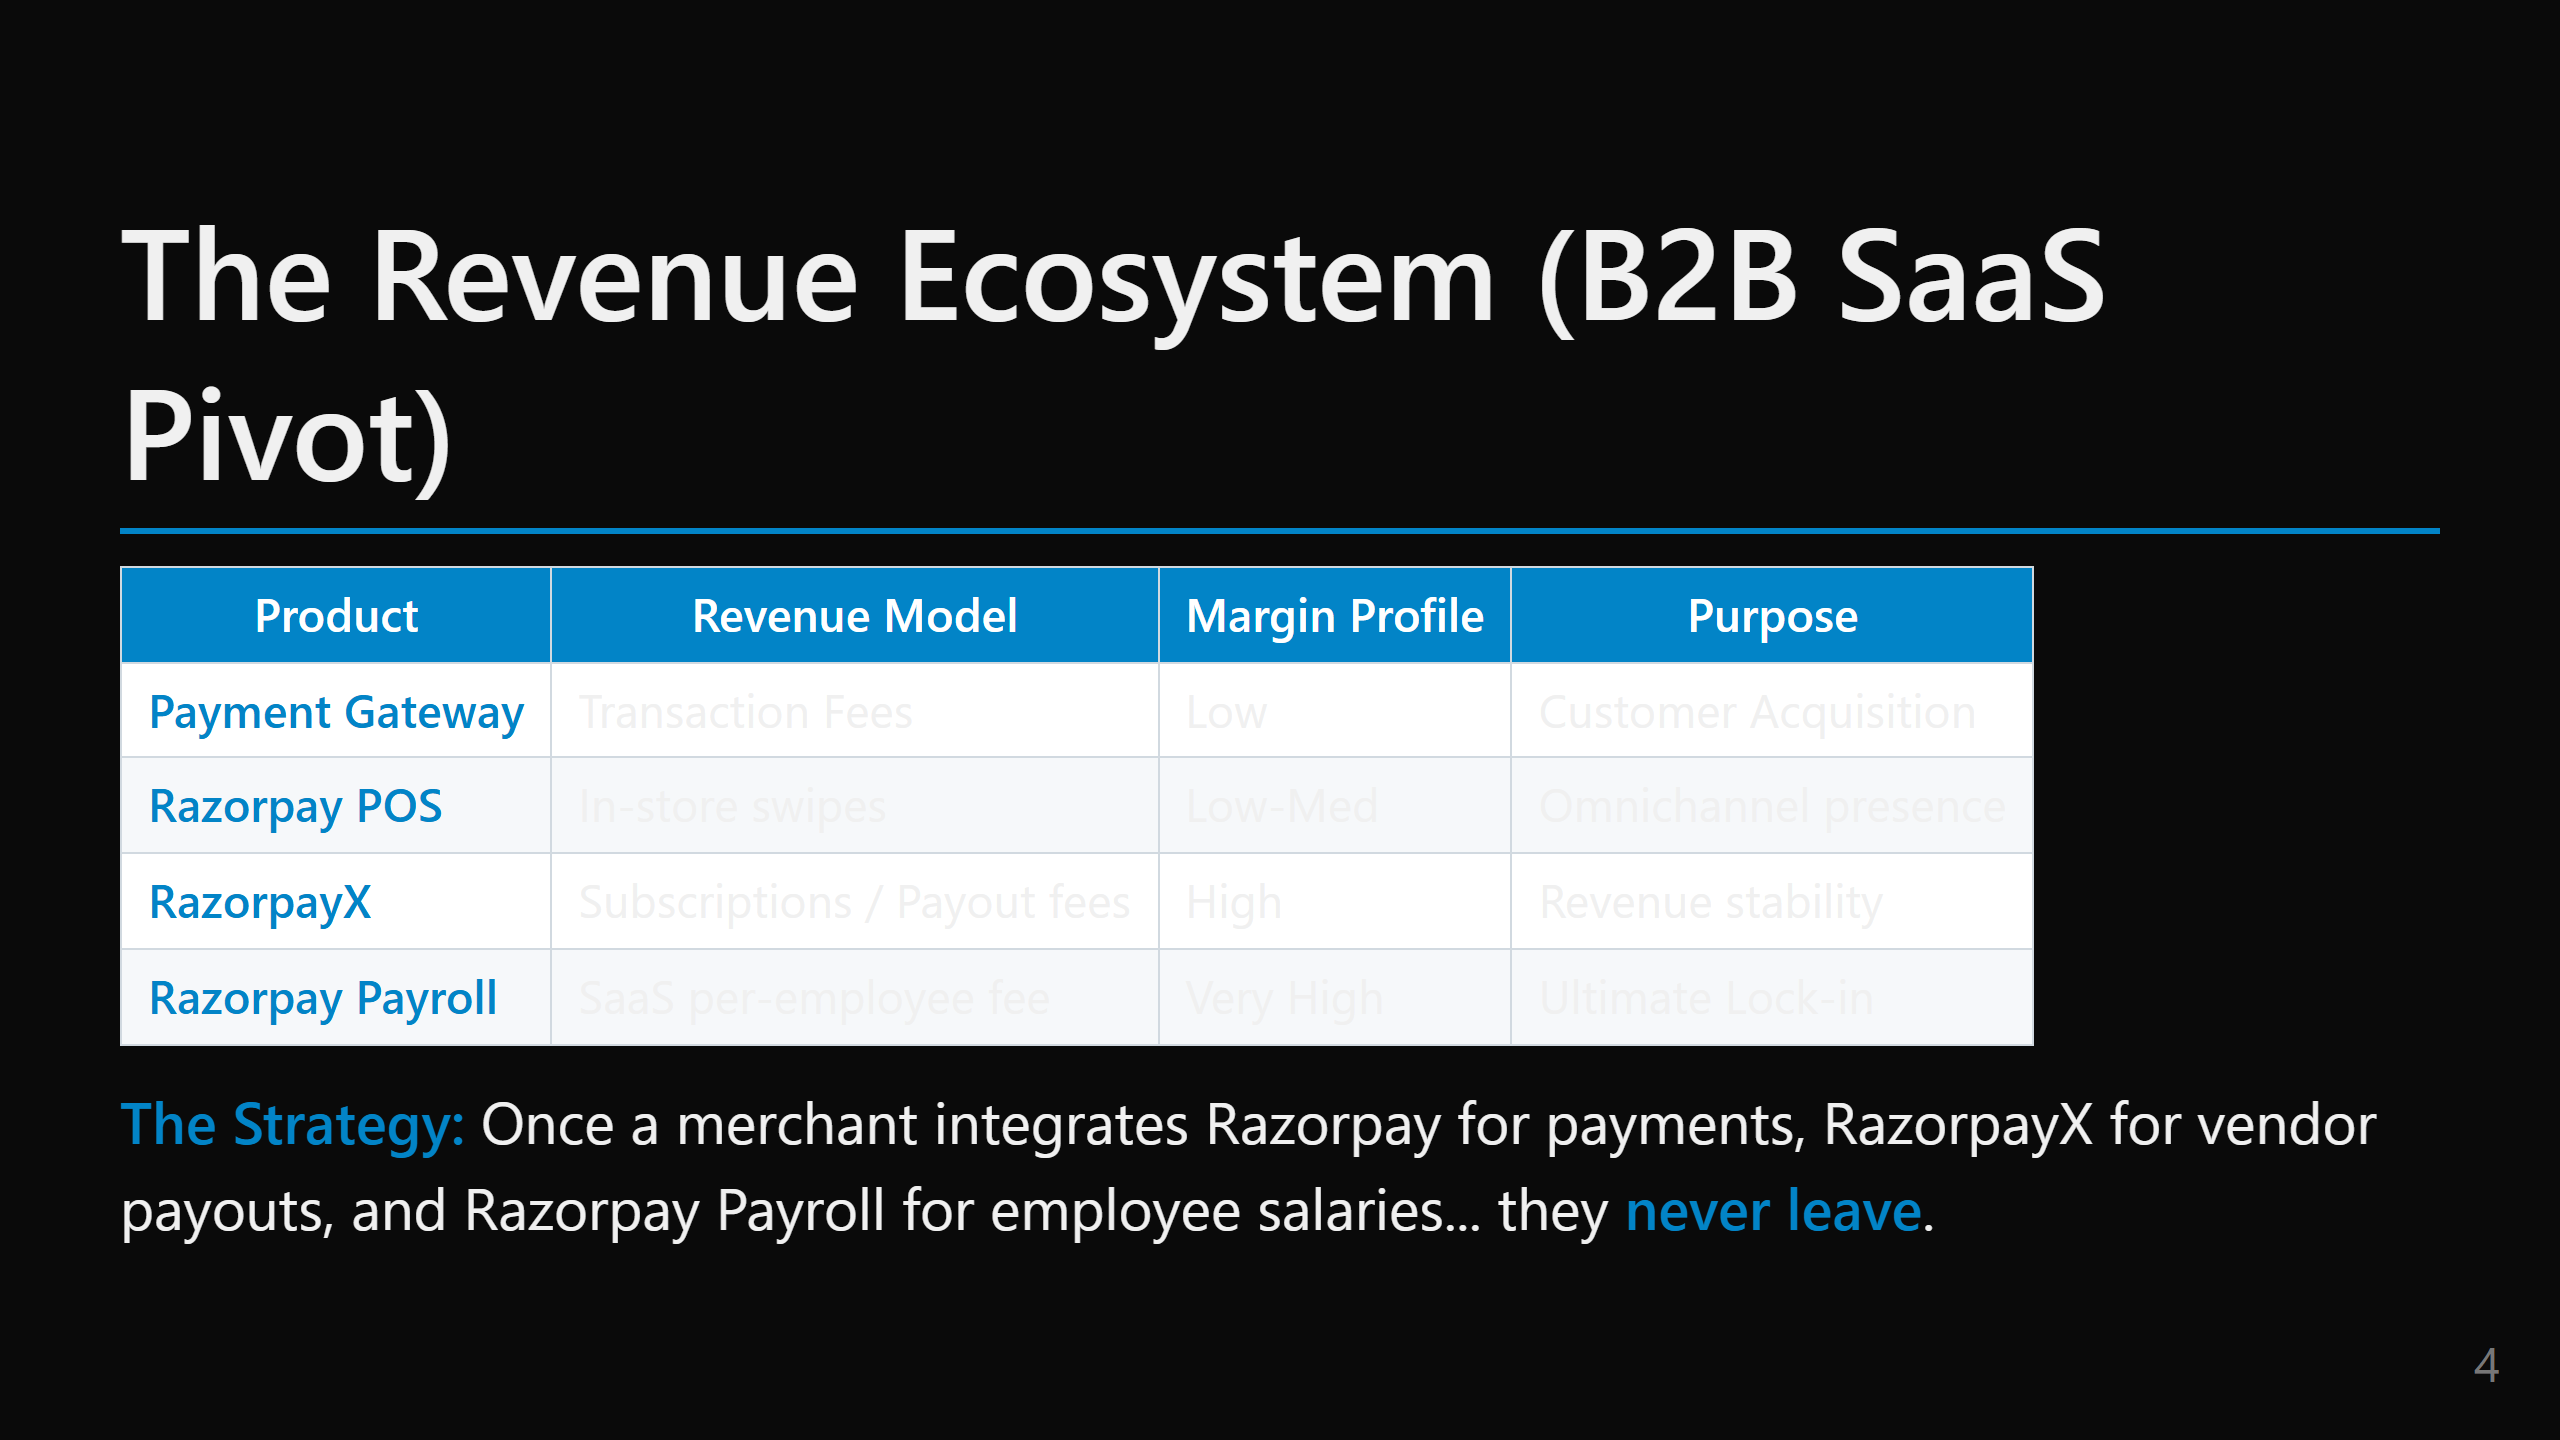 The Revenue Ecosystem (B2B SaaS
Pivot)
Product Revenue Model Margin Profile Purpose
Payment Gateway Transaction Fees Low Customer Acquisition
Razorpay POS In-store swipes Low-Med Omnichannel presence
RazorpayX Subscriptions / Payout fees High Revenue stability
Razorpay Payroll SaaS per-employee fee Very High Ultimate Lock-in
The Strategy: Once a merchant integrates Razorpay for payments, RazorpayX for vendor
payouts, and Razorpay Payroll for employee salaries... they never leave.
4